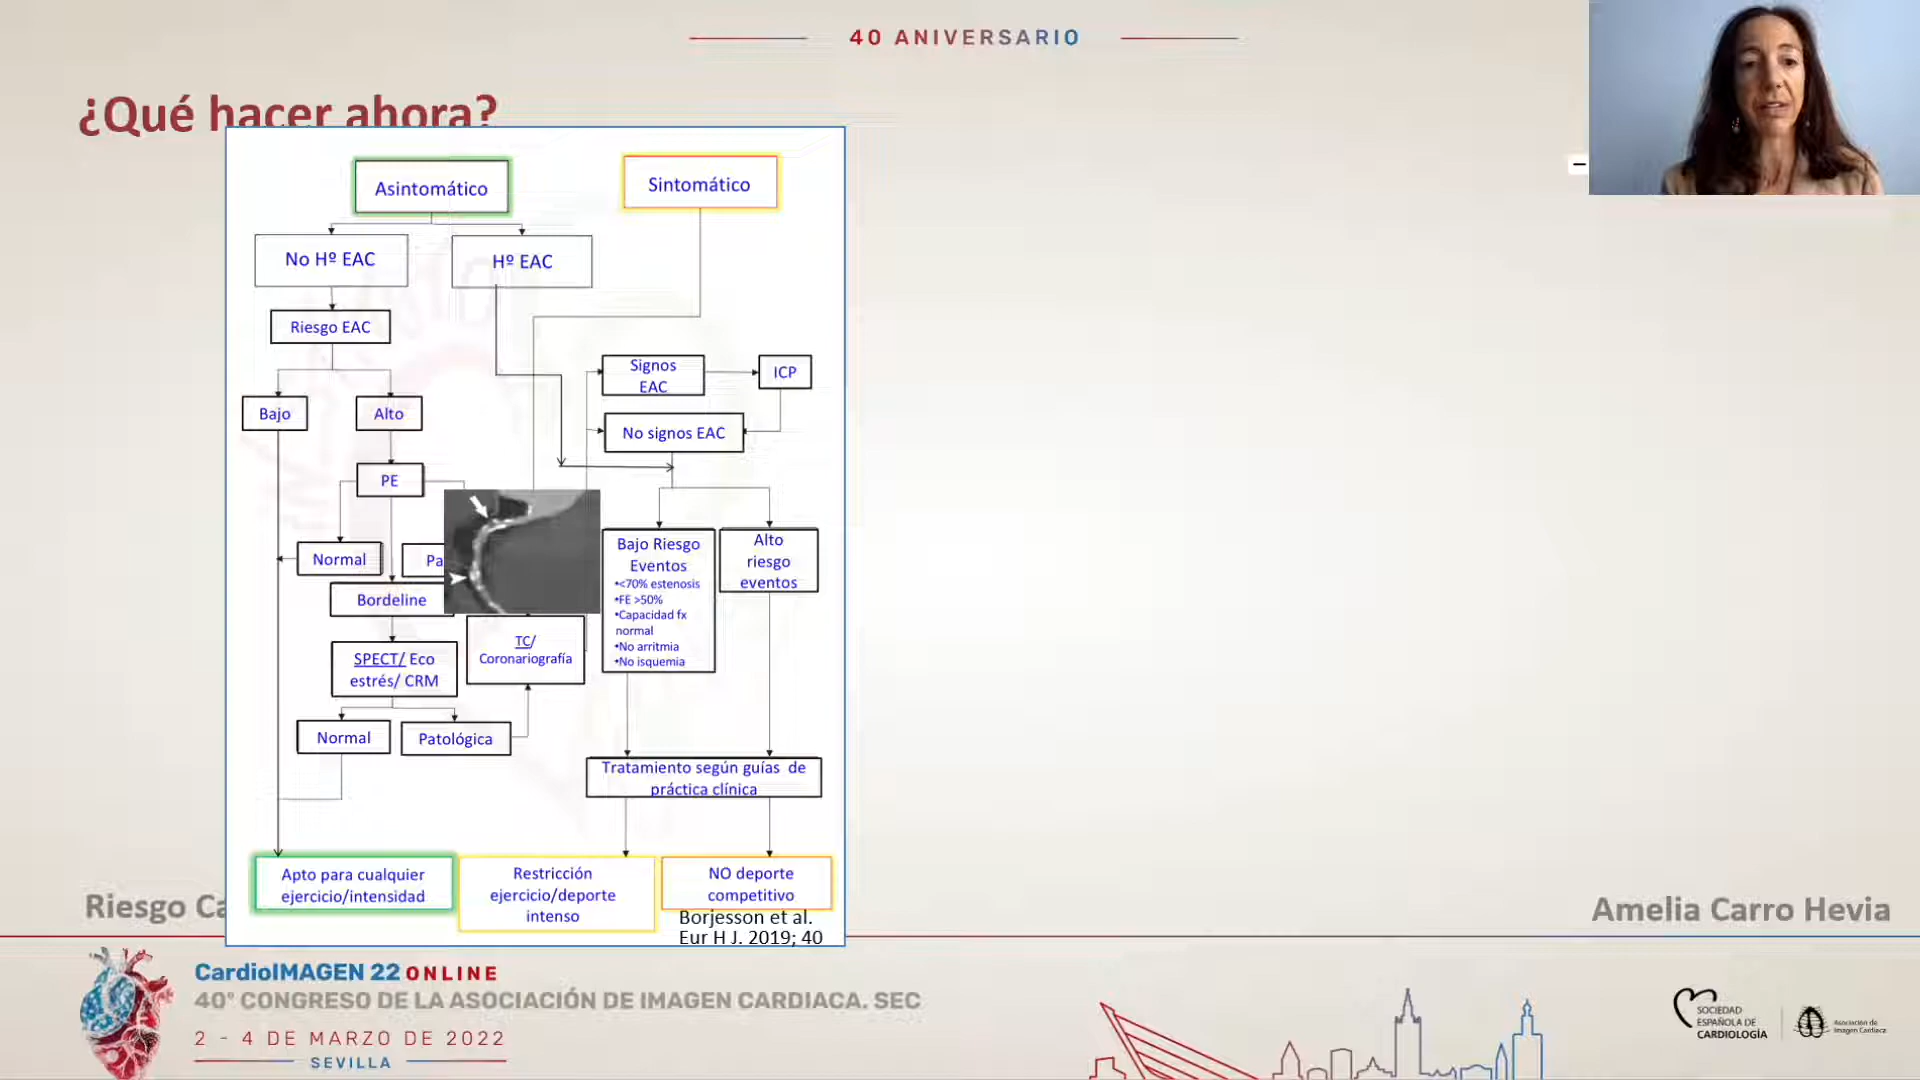 40 ANIVERSARIO
¿Qué hacer ahora?
Asintomático
Sintomático
No Hº EAC
Hº EAC
Riesgo EAC
Signos
EAC
ICP
Bajo
Alto
No signos EAC
PE
Normal
Pa
Bordeline
Bajo Riesgo
Eventos
•<70% estenosis
•FE >50%
•Capacidad fx
normal
•No arritmia
•No isquemia
Alto
riesgo
eventos
TC/
Coronariografía
SPECT/ Eco
estrés/ CRM
Normal
Patológica
Tratamiento según guías de
práctica clínica
Apto para cualquier
ejercicio/intensidad
Restricción
ejercicio/deporte
intenso
NO deporte
competitivo
Borjesson et al.
Eur H J. 2019; 40
Riesgo Ca
Amelia Carro Hevia
CardioIMAGEN 22 ONLINE
40º CONGRESO DE LA ASOCIACIÓN DE IMAGEN CARDIACA. SEC
2 - 4 DE MARZO DE 2022
SEVILLA
SOCIEDAD
ESPAÑOLA DE
CARDIOLOGÍA
Asociación de
Imagen Cardiaca